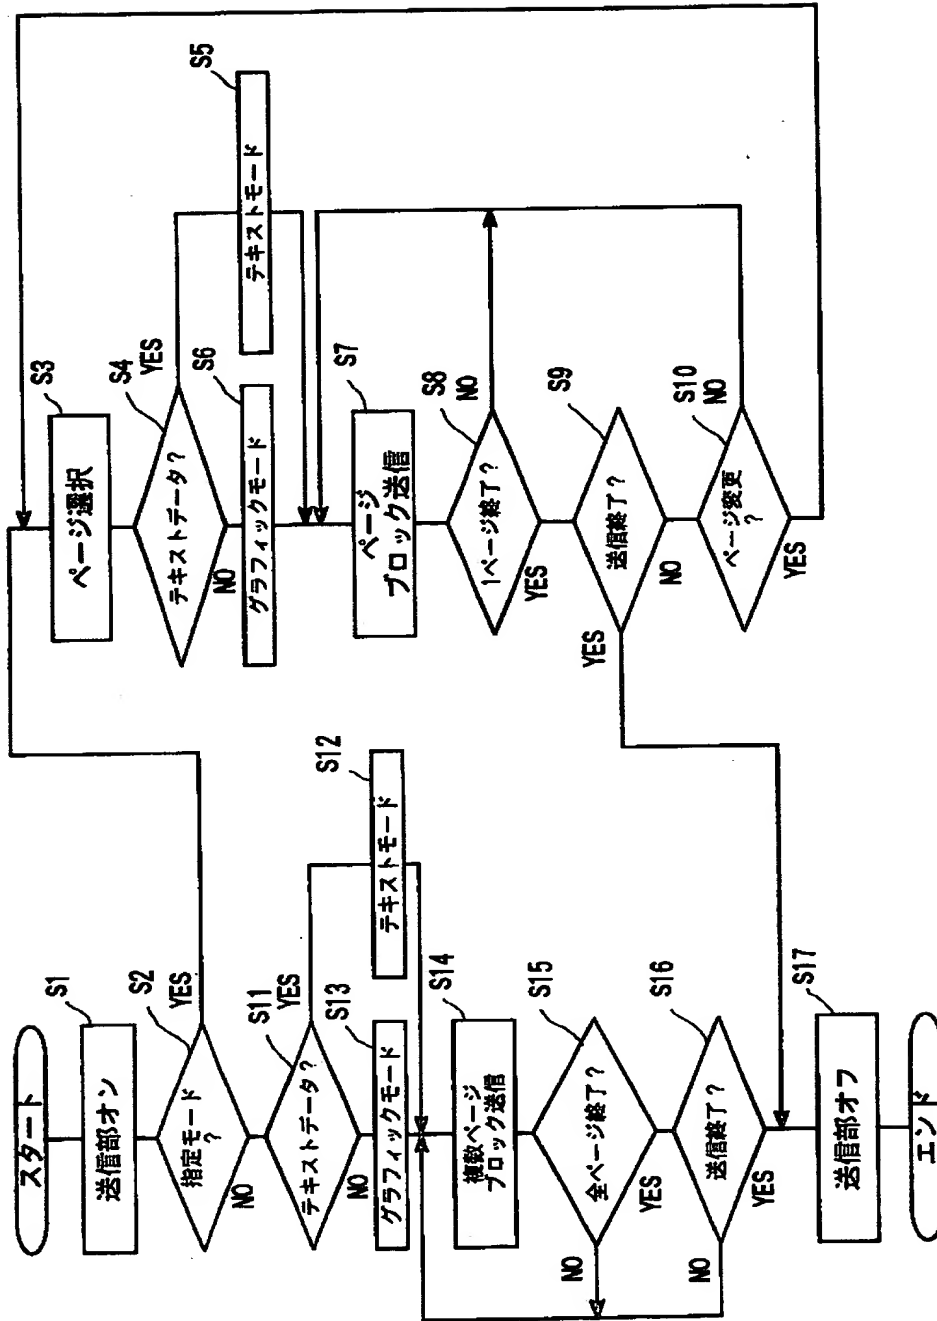 スタート
S1
送信部オン
S2
指定モード
?
YES
NO
S11
テキストデータ?
YES
NO
S12
テキストモード
S13
グラフィックモード
S14
複数ページ
ブロック送信
S15
全ページ終了?
NO
YES
S16
送信終了?
NO
YES
S17
送信部オフ
エンド
S3
ページ選択
S4
テキストデータ?
YES
NO
S5
テキストモード
S6
グラフィックモード
S7
ページ
ブロック送信
S8
1ページ終了?
NO
YES
S9
送信終了?
YES
NO
S10
ページ変更
?
NO
YES